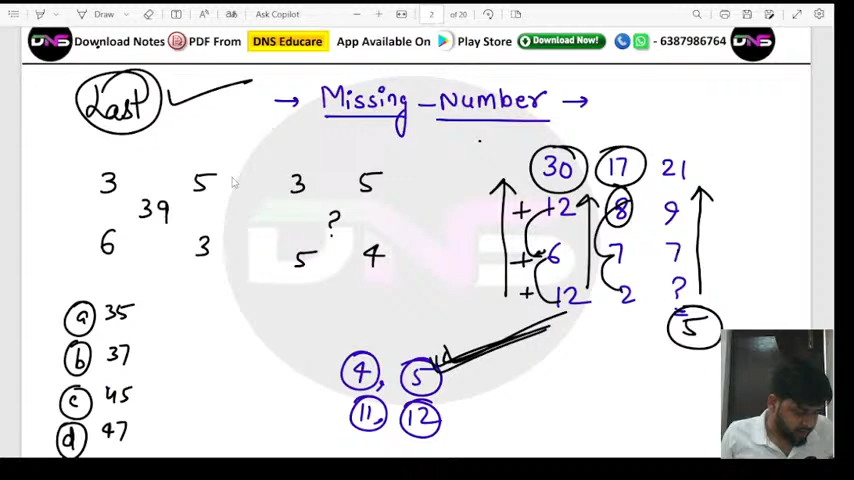 Draw
Ask Copilot
2 of 20
DNS Download Notes PDF From DNS Educare App Available On Play Store Download Now! - 6387986764 DNS
Last → Missing-Number →
3 5 3 5
39 ?
6 3 5 4
30 17 21
+12 8 9
+6 7 7
+12 2 ?
5
a 35
b 37
c 45
d 47
4, 5
11, 12
DNS